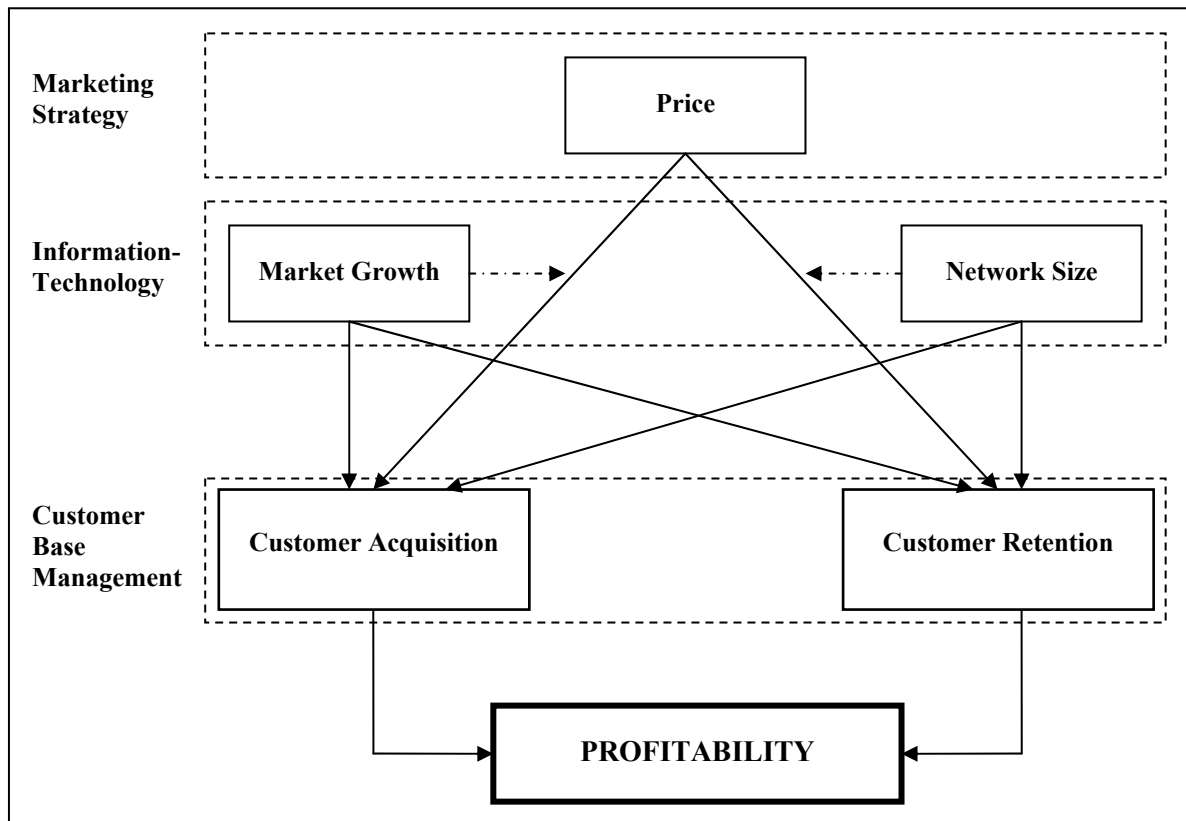 Marketing
Strategy
Price
Information-
Technology
Market Growth
Network Size
Customer
Base
Management
Customer Acquisition
Customer Retention
PROFITABILITY